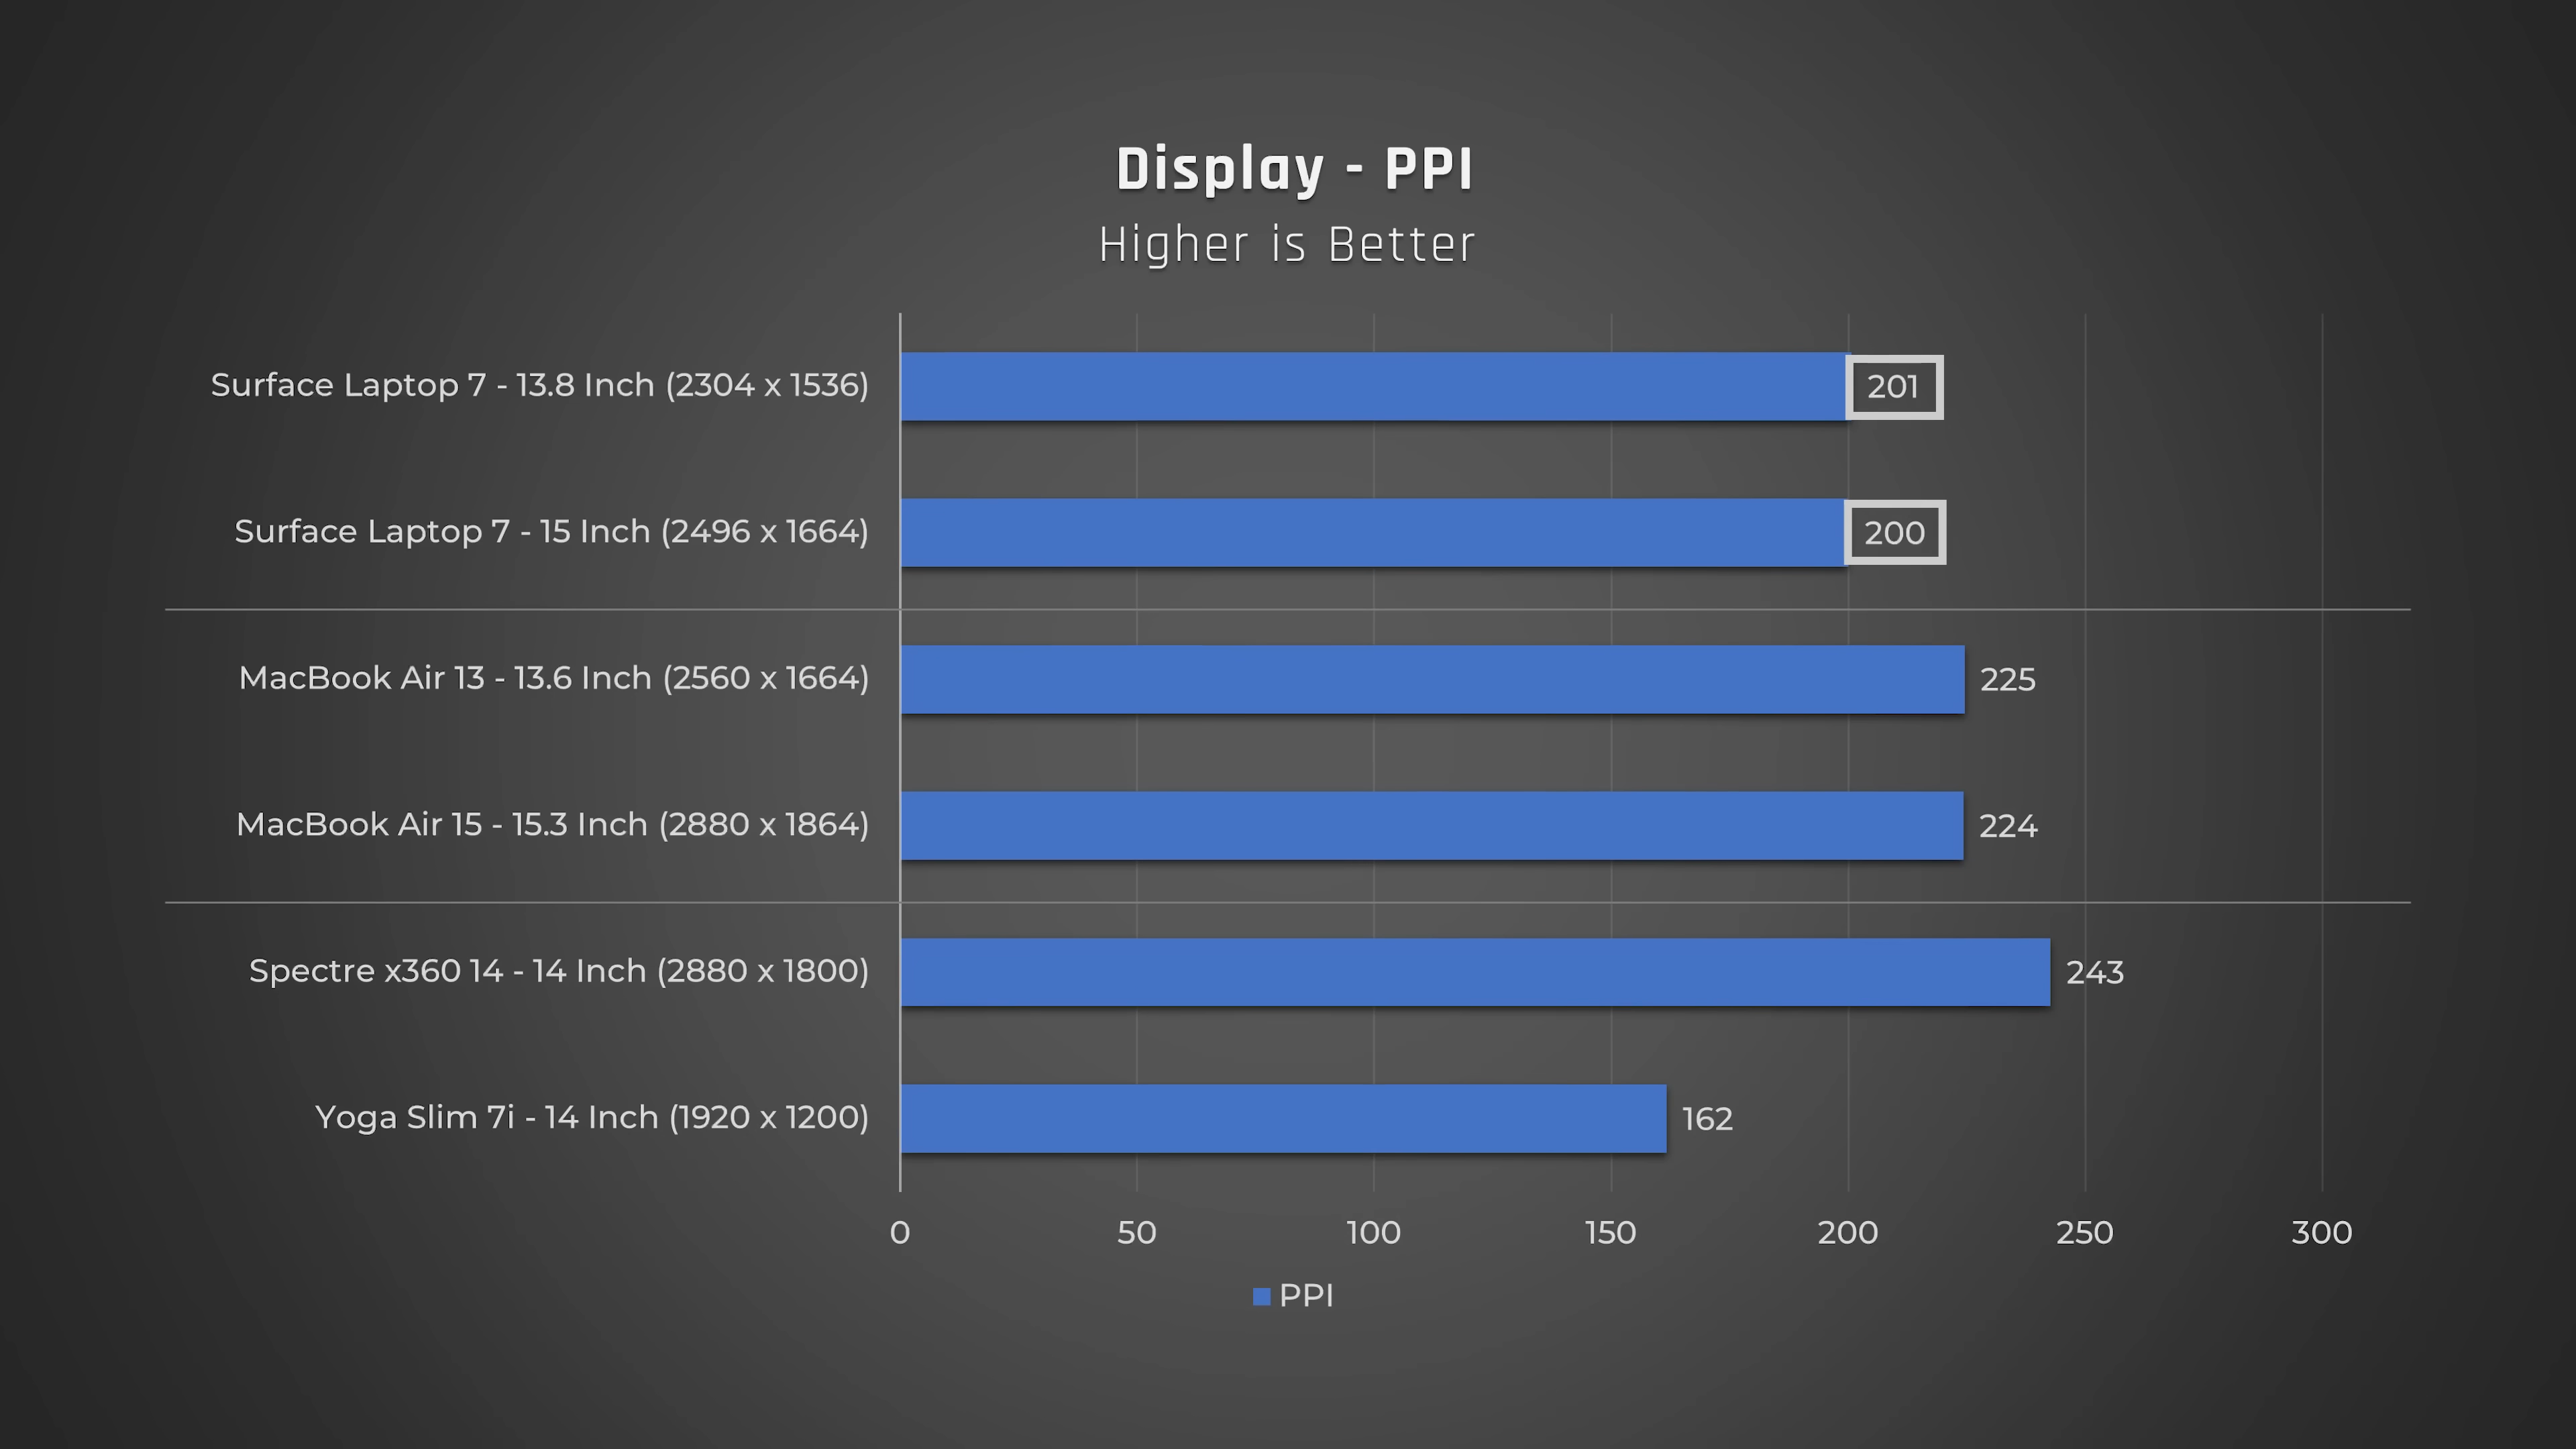 Display - PPI
Higher is Better
Surface Laptop 7 - 13.8 Inch (2304 x 1536)
201
Surface Laptop 7 - 15 Inch (2496 x 1664)
200
MacBook Air 13 - 13.6 Inch (2560 x 1664)
225
MacBook Air 15 - 15.3 Inch (2880 x 1864)
224
Spectre x360 14 - 14 Inch (2880 x 1800)
243
Yoga Slim 7i - 14 Inch (1920 x 1200)
162
0 50 100 150 200 250 300
PPI